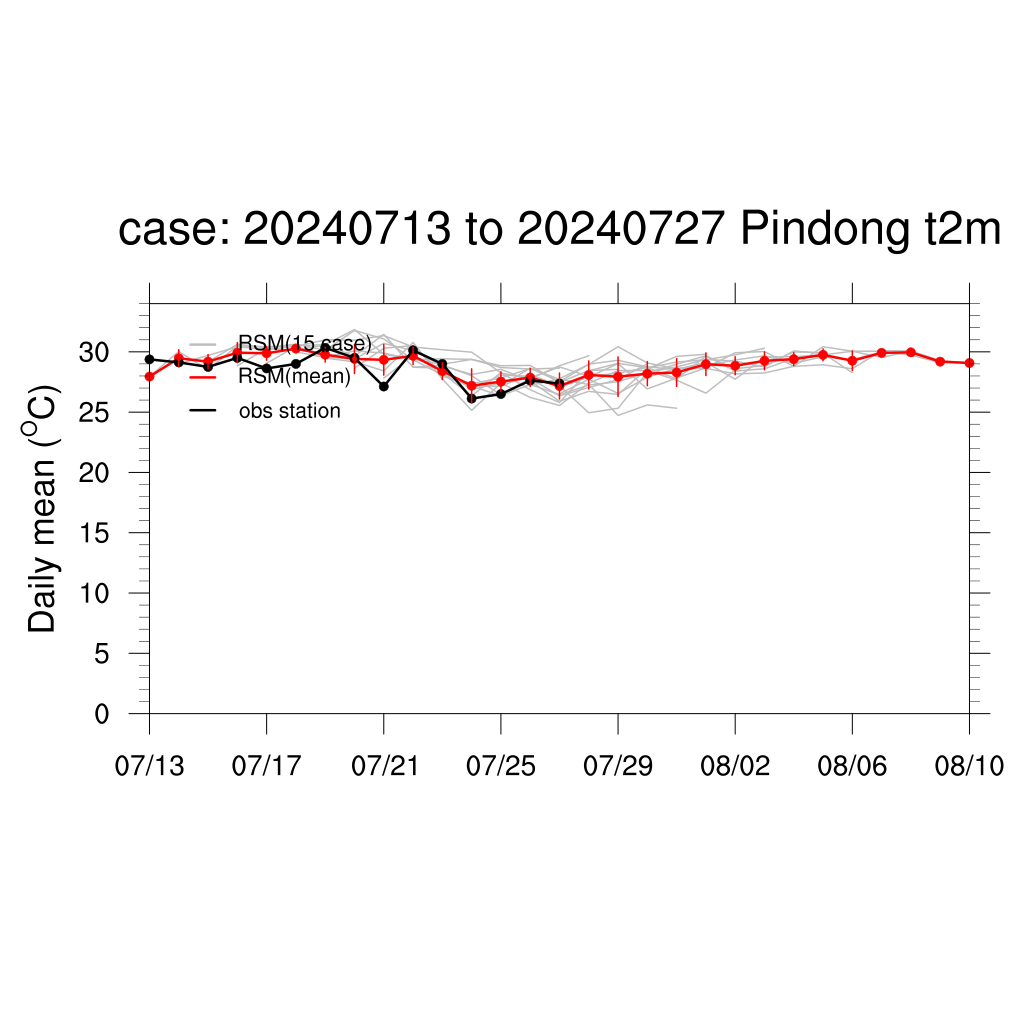 case: 20240713 to 20240727 Pindong t2m
Daily mean (°C)
30
25
20
15
10
5
0
RSM(15 case)
RSM(mean)
obs station
07/13 07/17 07/21 07/25 07/29 08/02 08/06 08/10